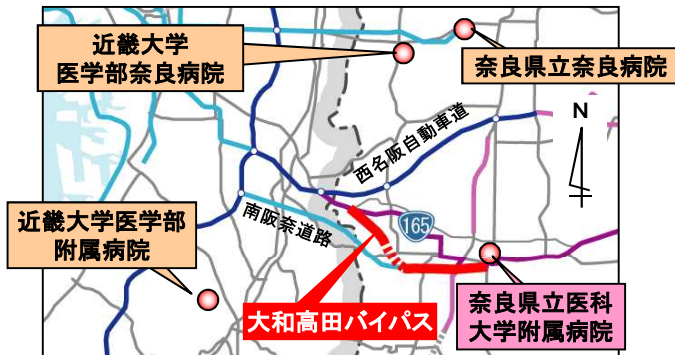 近畿大学
医学部奈良病院
奈良県立奈良病院
N
西名阪自動車道
近畿大学医学部
附属病院
南阪奈道路
165
大和高田バイパス
奈良県立医科
大学附属病院